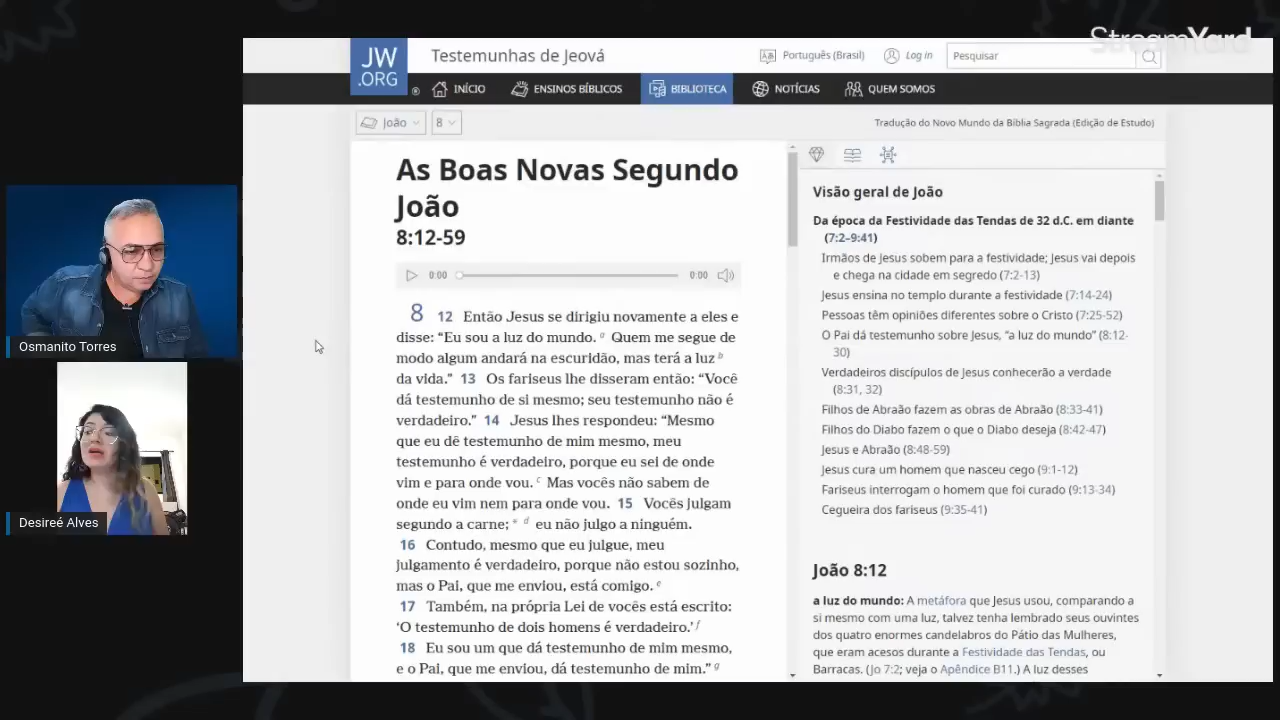 StreamYard
JW
.ORG
®
Testemunhas de Jeová
Português (Brasil)
Log in
Pesquisar
INÍCIO
ENSINOS BÍBLICOS
BIBLIOTECA
NOTÍCIAS
QUEM SOMOS
João
8
Tradução do Novo Mundo da Bíblia Sagrada (Edição de Estudo)
As Boas Novas Segundo
João
8:12-59
0:00
0:00
8 12 Então Jesus se dirigiu novamente a eles e
disse: “Eu sou a luz do mundo. a Quem me segue de
modo algum andará na escuridão, mas terá a luz b
da vida.” 13 Os fariseus lhe disseram então: “Você
dá testemunho de si mesmo; seu testemunho não é
verdadeiro.” 14 Jesus lhes respondeu: “Mesmo
que eu dê testemunho de mim mesmo, meu
testemunho é verdadeiro, porque eu sei de onde
vim e para onde vou. c Mas vocês não sabem de
onde eu vim nem para onde vou. 15 Vocês julgam
segundo a carne; * d eu não julgo a ninguém.
16 Contudo, mesmo que eu julgue, meu
julgamento é verdadeiro, porque não estou sozinho,
mas o Pai, que me enviou, está comigo. e
17 Também, na própria Lei de vocês está escrito:
‘O testemunho de dois homens é verdadeiro.’ f
18 Eu sou um que dá testemunho de mim mesmo,
e o Pai, que me enviou, dá testemunho de mim.” g
Visão geral de João
Da época da Festividade das Tendas de 32 d.C. em diante
(7:2–9:41)
Irmãos de Jesus sobem para a festividade; Jesus vai depois
e chega na cidade em segredo (7:2-13)
Jesus ensina no templo durante a festividade (7:14-24)
Pessoas têm opiniões diferentes sobre o Cristo (7:25-52)
O Pai dá testemunho sobre Jesus, “a luz do mundo” (8:12-
30)
Verdadeiros discípulos de Jesus conhecerão a verdade
(8:31, 32)
Filhos de Abraão fazem as obras de Abraão (8:33-41)
Filhos do Diabo fazem o que o Diabo deseja (8:42-47)
Jesus e Abraão (8:48-59)
Jesus cura um homem que nasceu cego (9:1-12)
Fariseus interrogam o homem que foi curado (9:13-34)
Cegueira dos fariseus (9:35-41)
João 8:12
a luz do mundo: A metáfora que Jesus usou, comparando a
si mesmo com uma luz, talvez tenha lembrado seus ouvintes
dos quatro enormes candelabros do Pátio das Mulheres,
que eram acesos durante a Festividade das Tendas, ou
Barracas. (Jo 7:2; veja o Apêndice B11.) A luz desses
Osmanito Torres
Desireé Alves